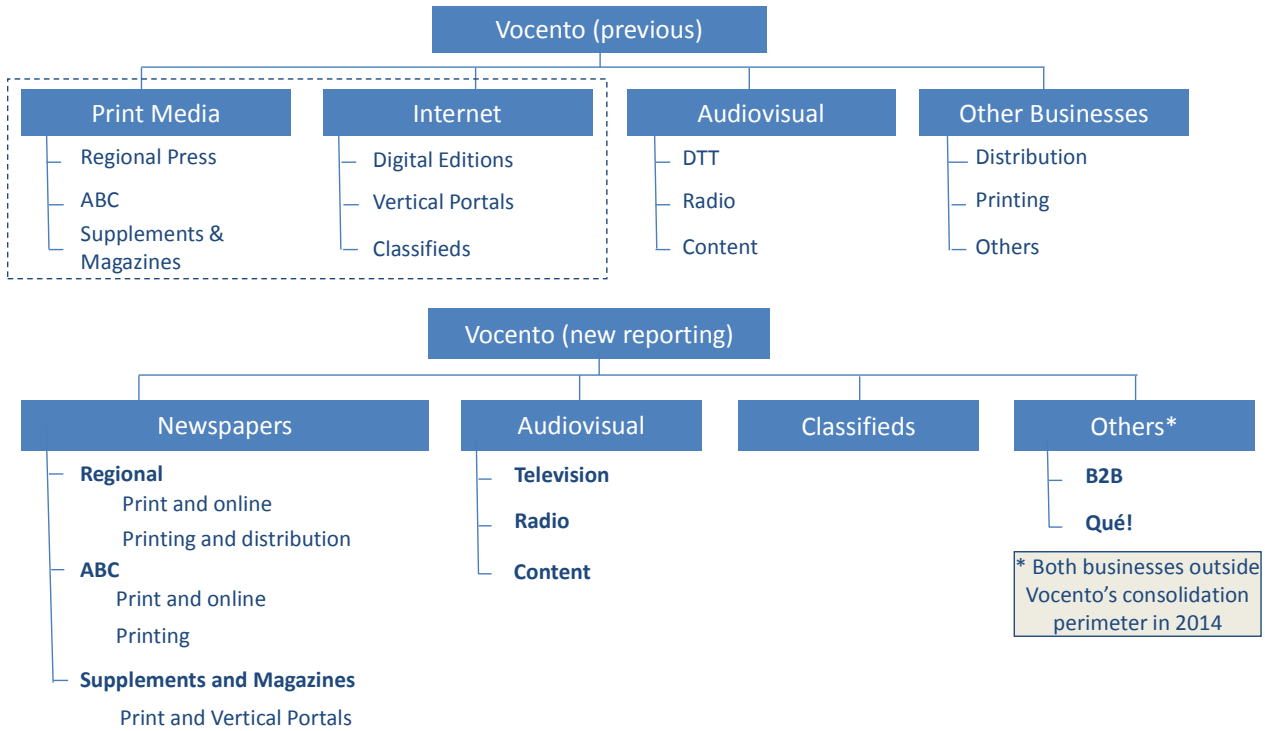 Vocento (previous)
Print Media
Regional Press
ABC
Supplements &
Magazines
Internet
Digital Editions
Vertical Portals
Classifieds
Audiovisual
DTT
Radio
Content
Other Businesses
Distribution
Printing
Others
Vocento (new reporting)
Newspapers
Regional
Print and online
Printing and distribution
ABC
Print and online
Printing
Supplements and Magazines
Print and Vertical Portals
Audiovisual
Television
Radio
Content
Classifieds
Others*
B2B
Qué!
* Both businesses outside
Vocento’s consolidation
perimeter in 2014